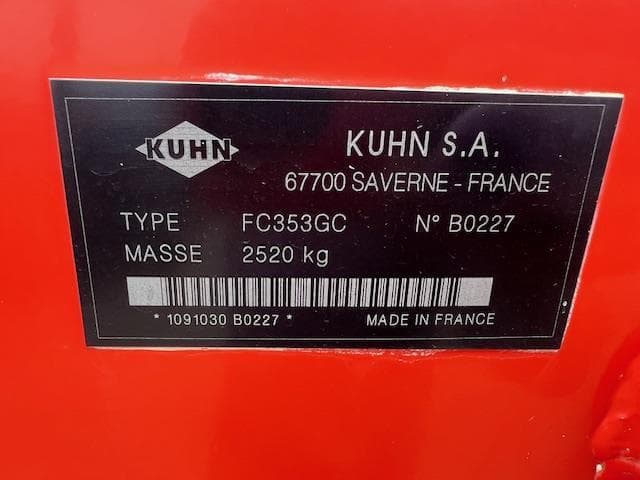 KUHN
KUHN S.A.
67700 SAVERNE - FRANCE
TYPE FC353GC N° B0227
MASSE 2520 kg
* 1091030 B0227 * MADE IN FRANCE